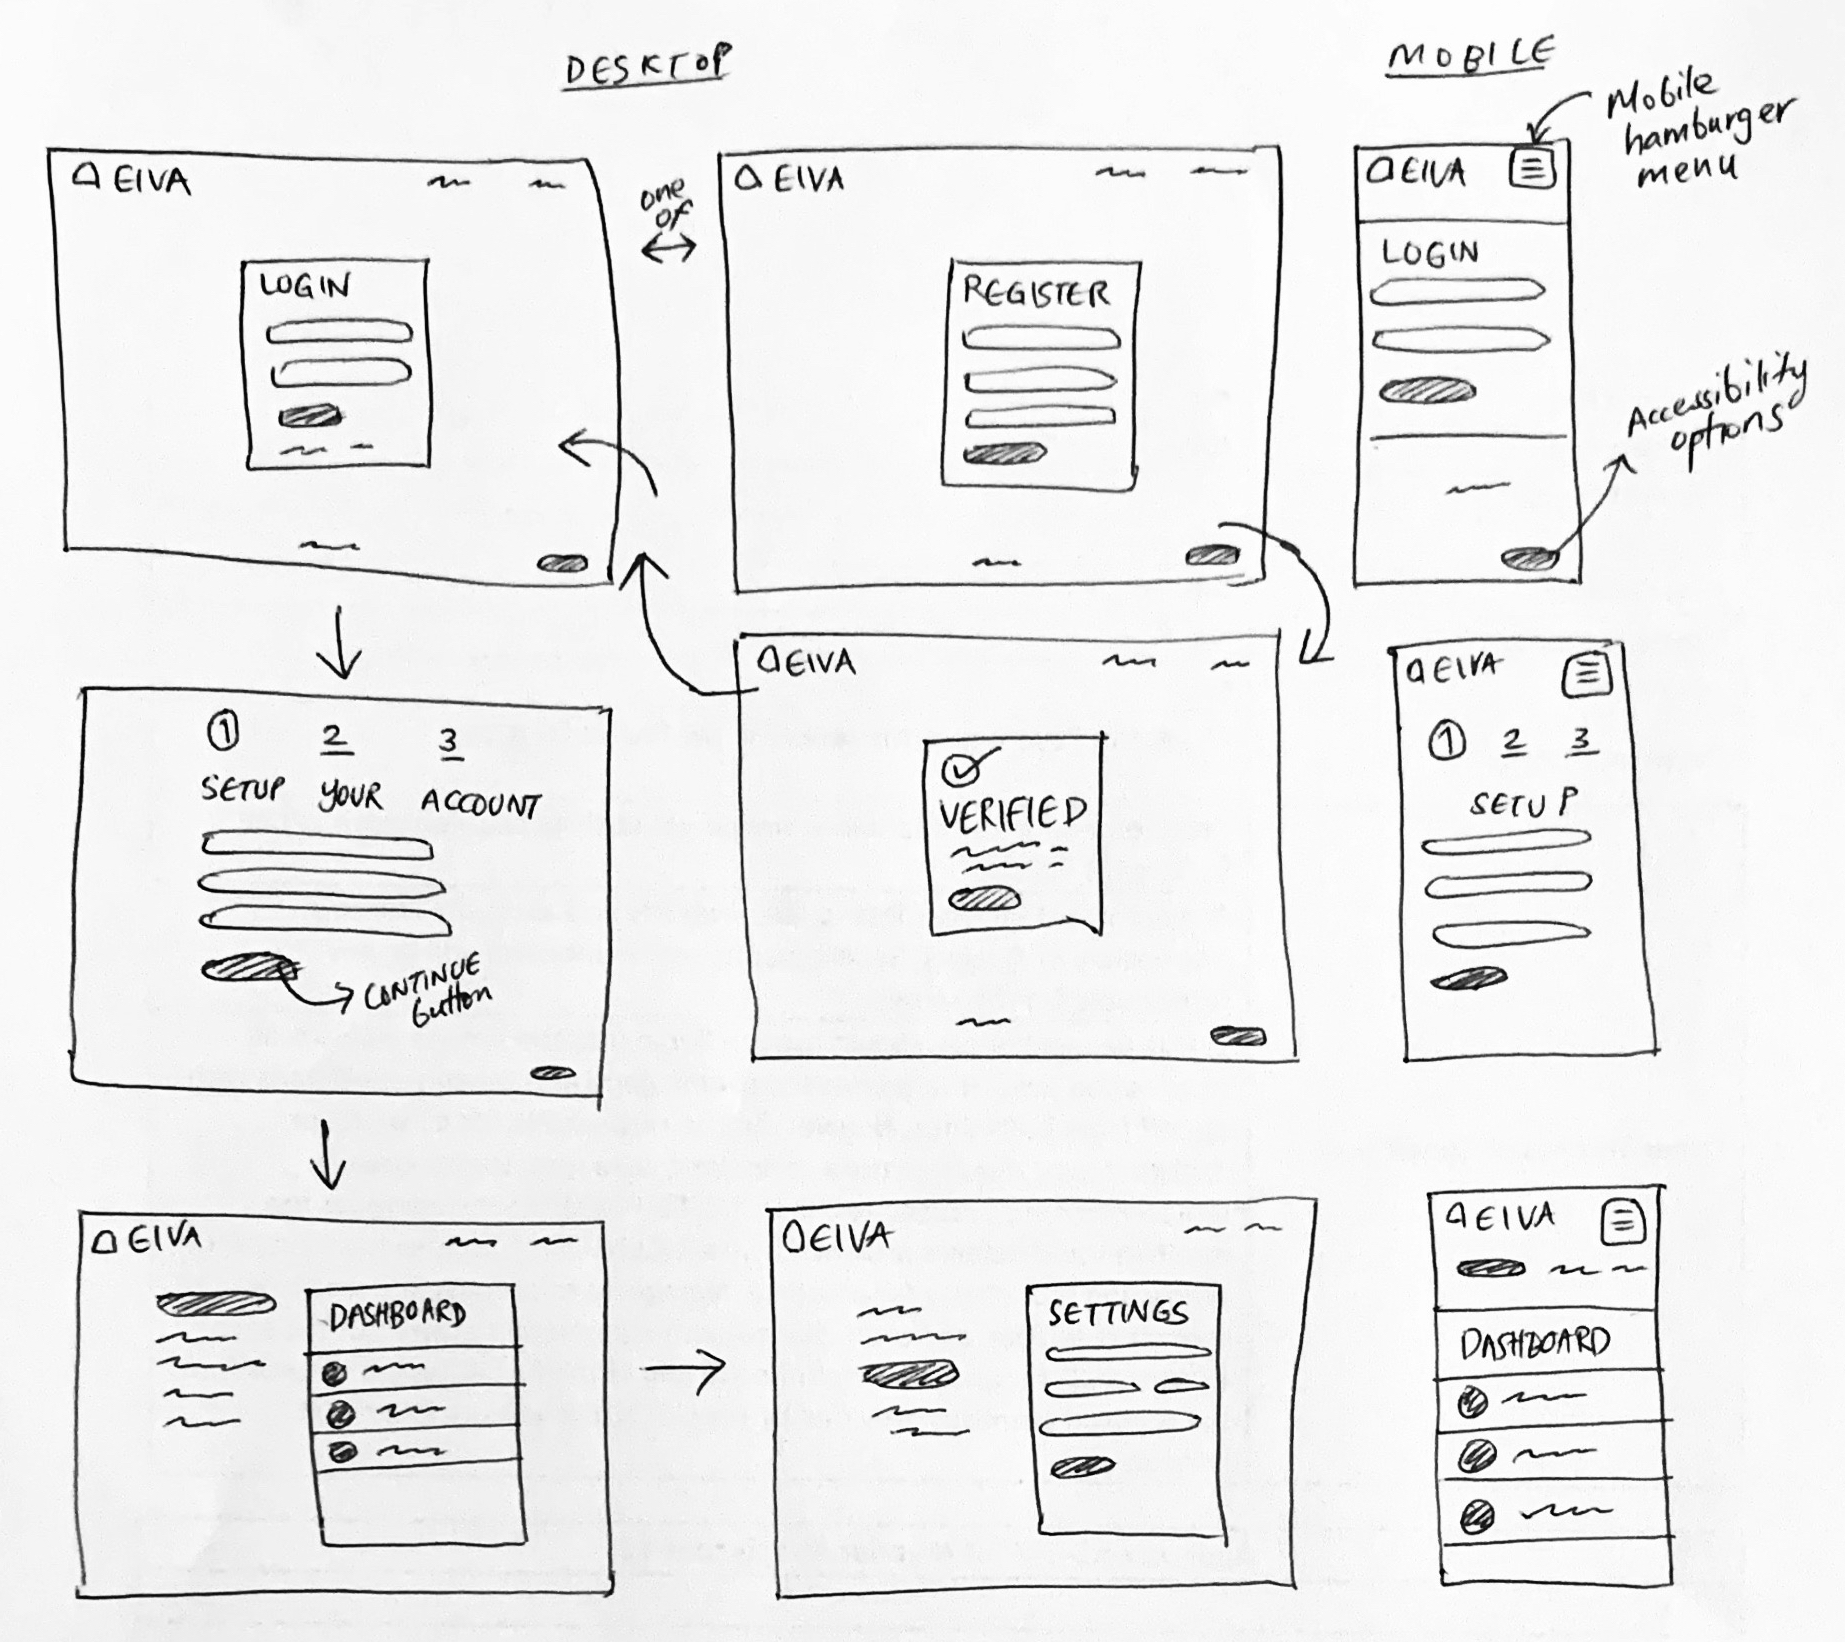 DESKTOP
MOBILE
Mobile
hamburger
menu
EIVA
one
of
EIVA
EIVA
LOGIN
REGISTER
LOGIN
Accessibility
options
EIVA
EIVA
1 2 3
SETUP YOUR ACCOUNT
CONTINUE
button
VERIFIED
1 2 3
SETUP
EIVA
DASHBOARD
EIVA
SETTINGS
EIVA
DASHBOARD